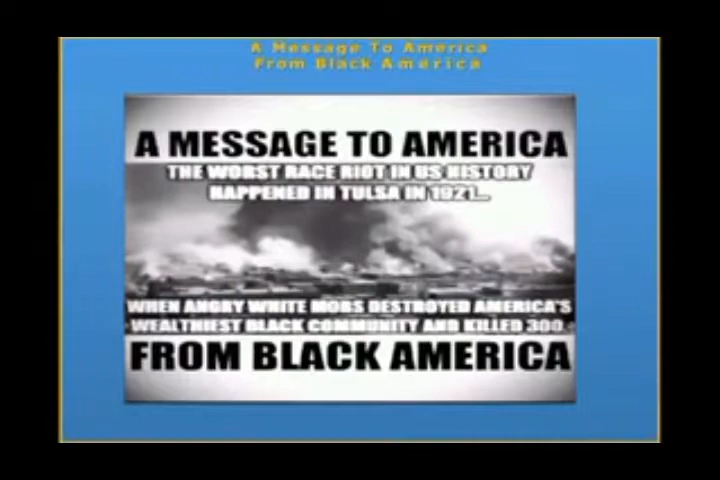 A Message To America
From Black America
A MESSAGE TO AMERICA
THE WORST RACE RIOT IN US HISTORY
HAPPENED IN TULSA IN 1921...
WHEN ANGRY WHITE MOBS DESTROYED AMERICA'S
WEALTHIEST BLACK COMMUNITY AND KILLED 300.
FROM BLACK AMERICA